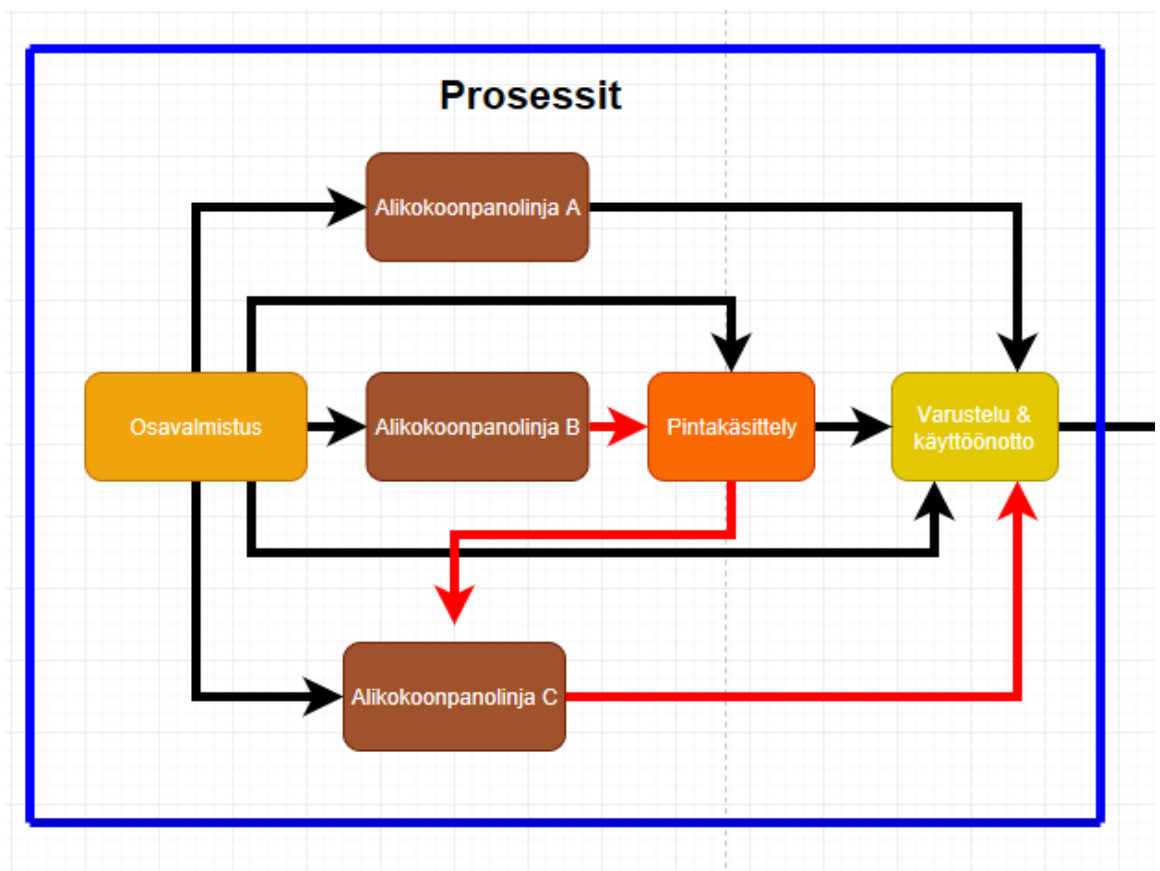 Prosessit
Alikokoonpanolinja A
Osavalmistus
Alikokoonpanolinja B
Pintakäsittely
Varustelu &
käyttöönotto
Alikokoonpanolinja C